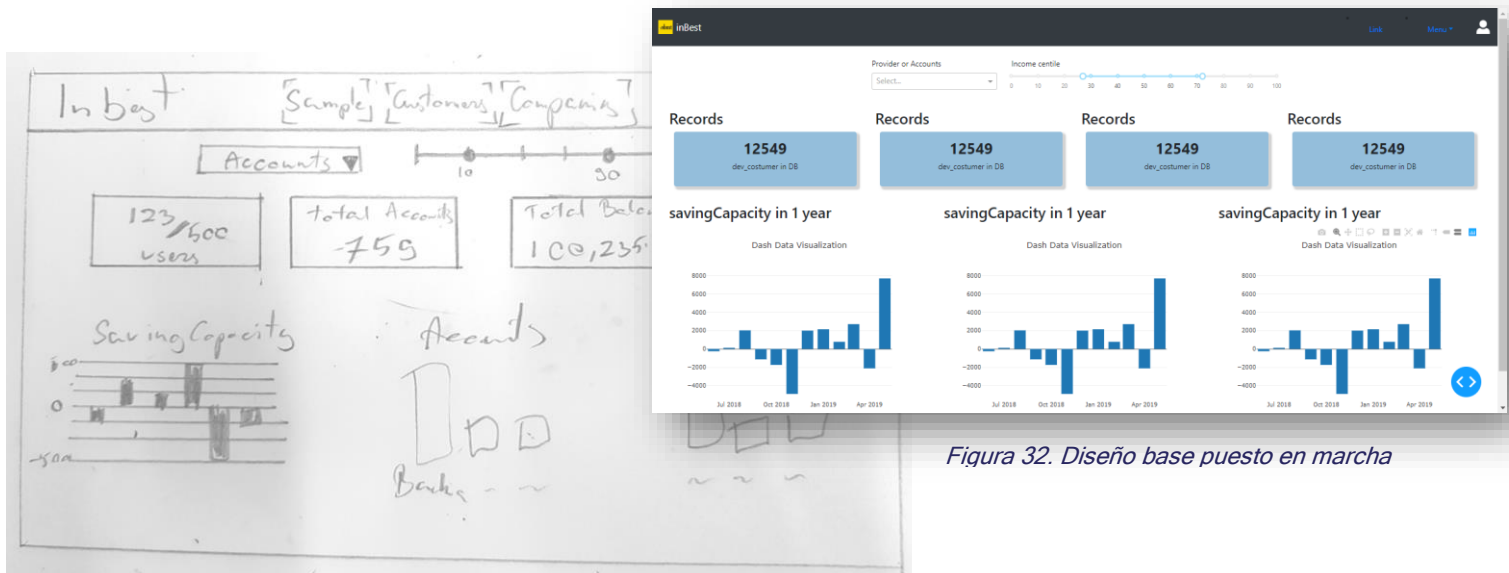 In best [Sample] [Customers] [Companies]
Accounts ▼
10 90
123/500
users
total Accounts
759
Total Balan
100,235.
Saving Capacity
500
0
-500
Accounts
Banks
inBest
Link Menu
Provider or Accounts Income centile
Select...
0 10 20 30 40 50 60 70 80 90 100
Records Records Records Records
12549 12549 12549 12549
dev_costumer in DB dev_costumer in DB dev_costumer in DB dev_costumer in DB
savingCapacity in 1 year savingCapacity in 1 year savingCapacity in 1 year
Dash Data Visualization Dash Data Visualization Dash Data Visualization
8000 8000 8000
6000 6000 6000
4000 4000 4000
2000 2000 2000
0 0 0
−2000 −2000 −2000
−4000 −4000 −4000
Jul 2018 Oct 2018 Jan 2019 Apr 2019 Jul 2018 Oct 2018 Jan 2019 Apr 2019 Jul 2018 Oct 2018 Jan 2019 Apr 2019
Figura 32. Diseño base puesto en marcha